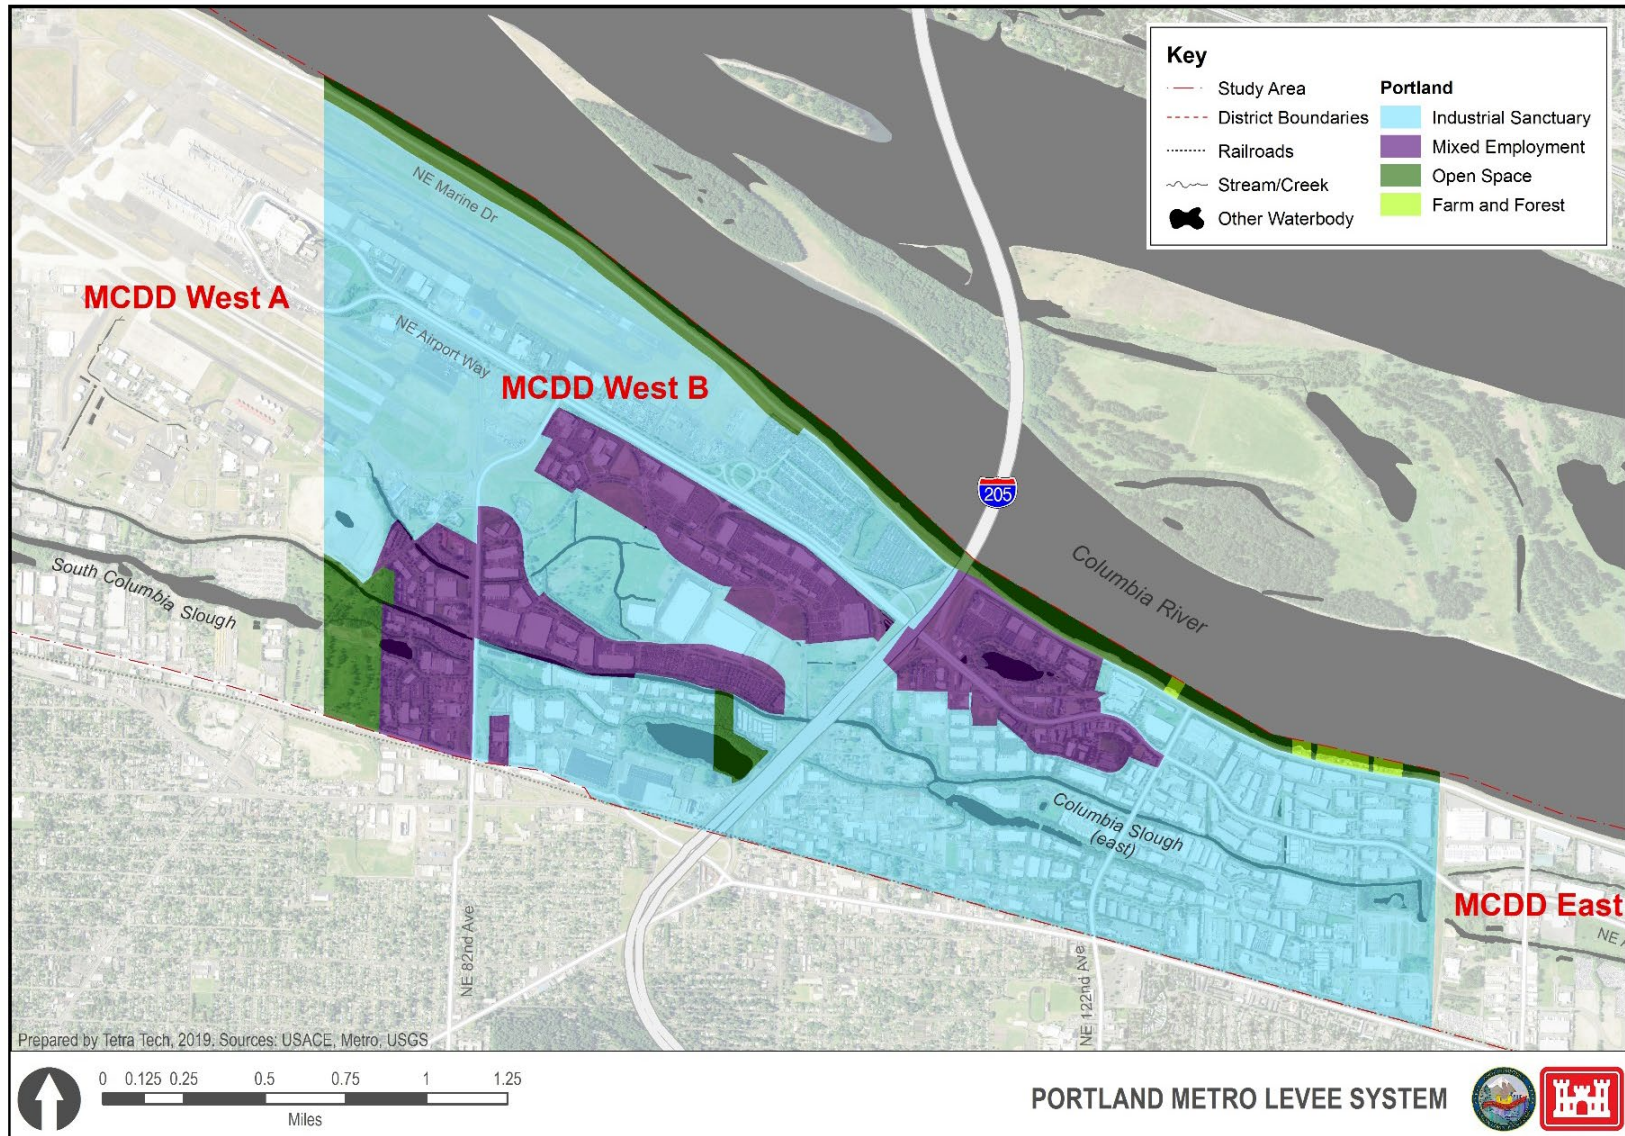 Key
Study Area
District Boundaries
Railroads
Stream/Creek
Other Waterbody
Portland
Industrial Sanctuary
Mixed Employment
Open Space
Farm and Forest
NE Marine Dr
MCDD West A
NE Airport Way
MCDD West B
205
Columbia River
South Columbia Slough
Columbia Slough
(east)
MCDD East
NE 82nd Ave
NE 122nd Ave
Prepared by Tetra Tech, 2019. Sources: USACE, Metro, USGS
0 0.125 0.25 0.5 0.75 1 1.25
Miles
PORTLAND METRO LEVEE SYSTEM